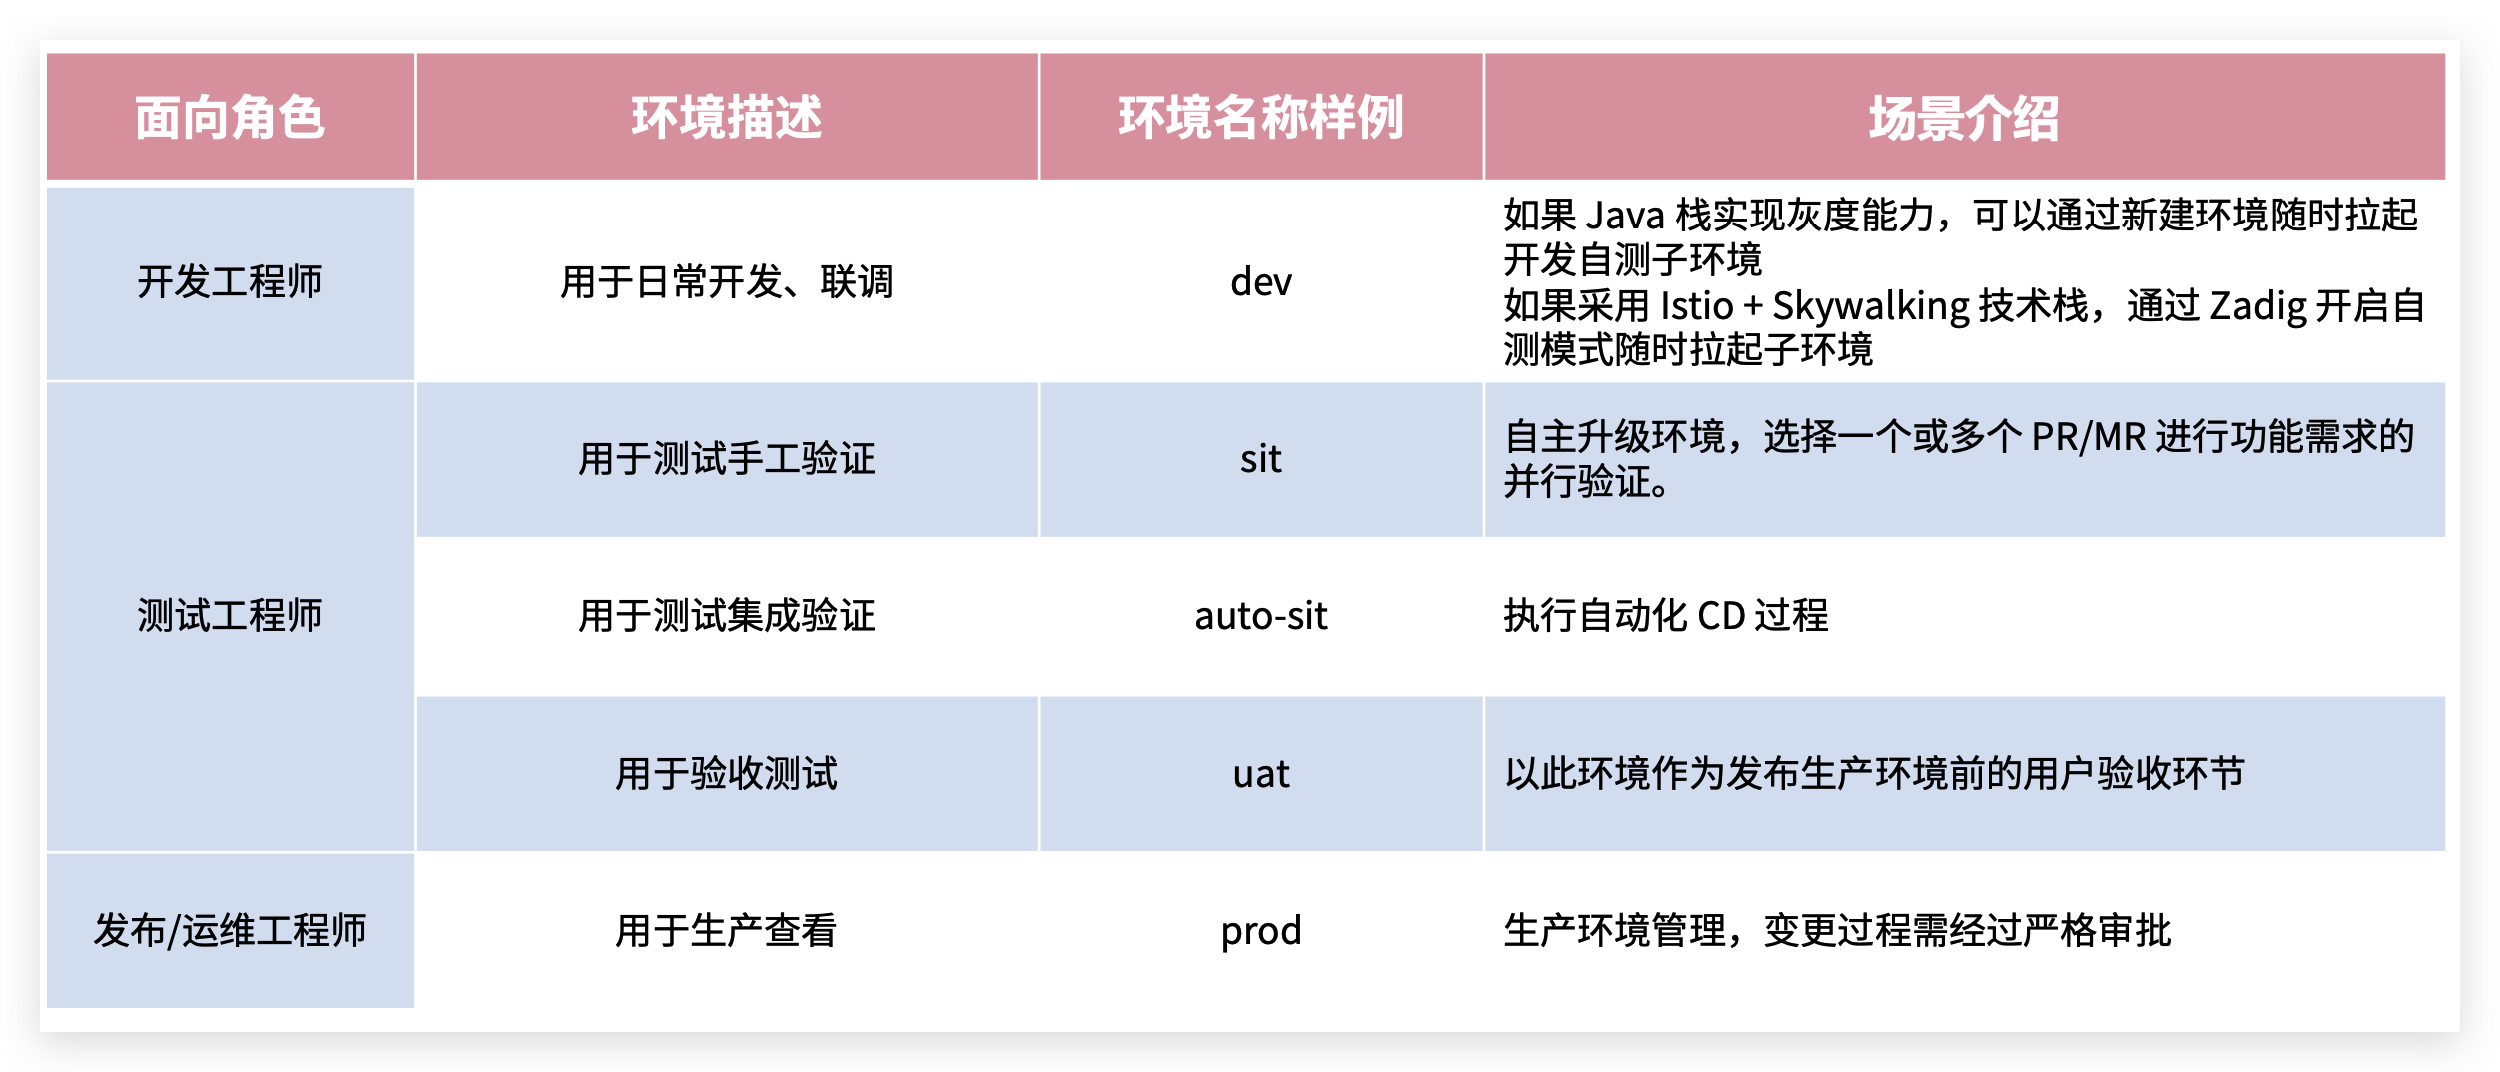 面向角色
环境描述
环境名称样例
场景介绍
开发工程师
用于日常开发、联调
dev
如果 Java 栈实现办度能力，可以通过新建环境随时拉起
开发自测子环境
如果采用 Istio + Skywalking 技术栈，通过 Zadig 开启自
测模式随时拉起子环境
测试工程师
用于测试手工验证
sit
自主升级环境，选择一个或多个 PR/MR 进行功能需求的
并行验证。
用于测试集成验证
auto-sit
执行自动化 CD 过程
用于验收测试
uat
以此环境作为发布生产环境前的用户验收环节
发布/运维工程师
用于生产查看
prod
生产环境管理，变更过程需经过严格审批